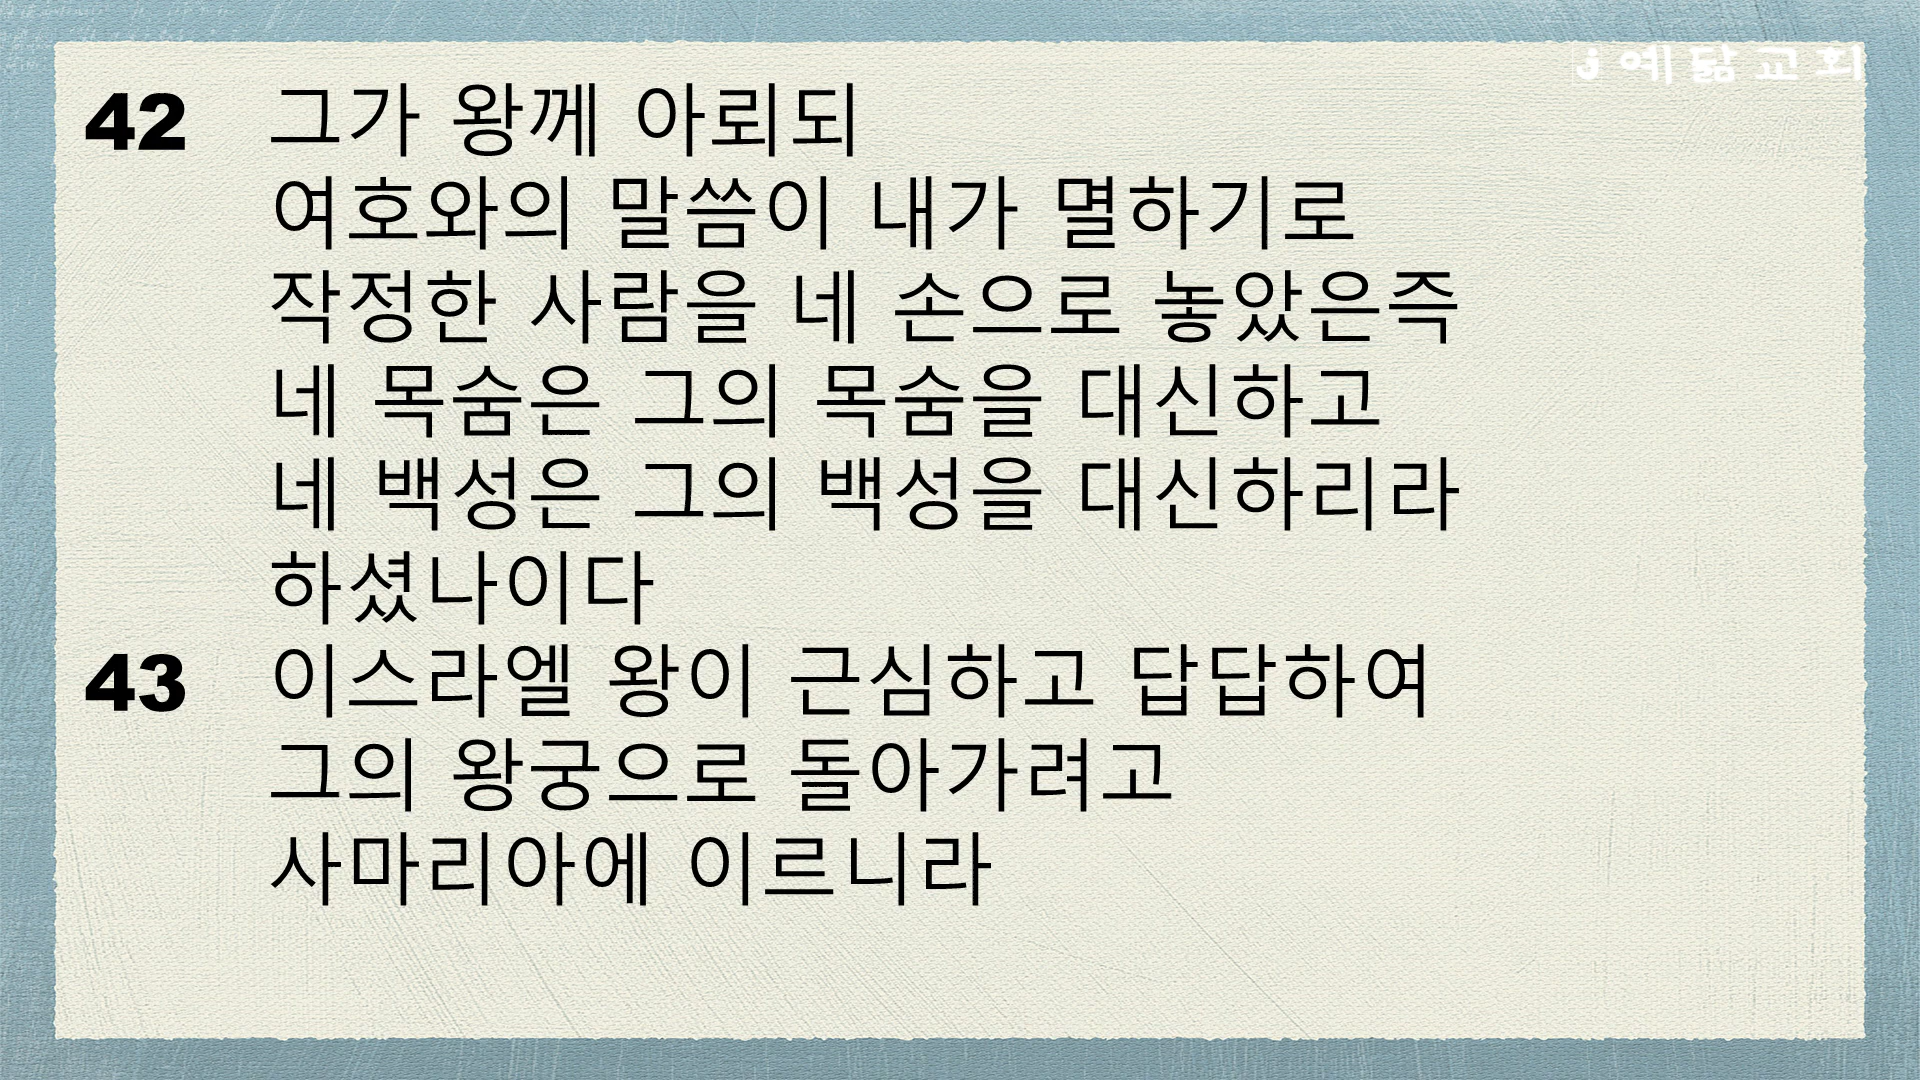 j 예닮교회
42 그가 왕께 아뢰되
여호와의 말씀이 내가 멸하기로
작정한 사람을 네 손으로 놓았은즉
네 목숨은 그의 목숨을 대신하고
네 백성은 그의 백성을 대신하리라
하셨나이다
43 이스라엘 왕이 근심하고 답답하여
그의 왕궁으로 돌아가려고
사마리아에 이르니라